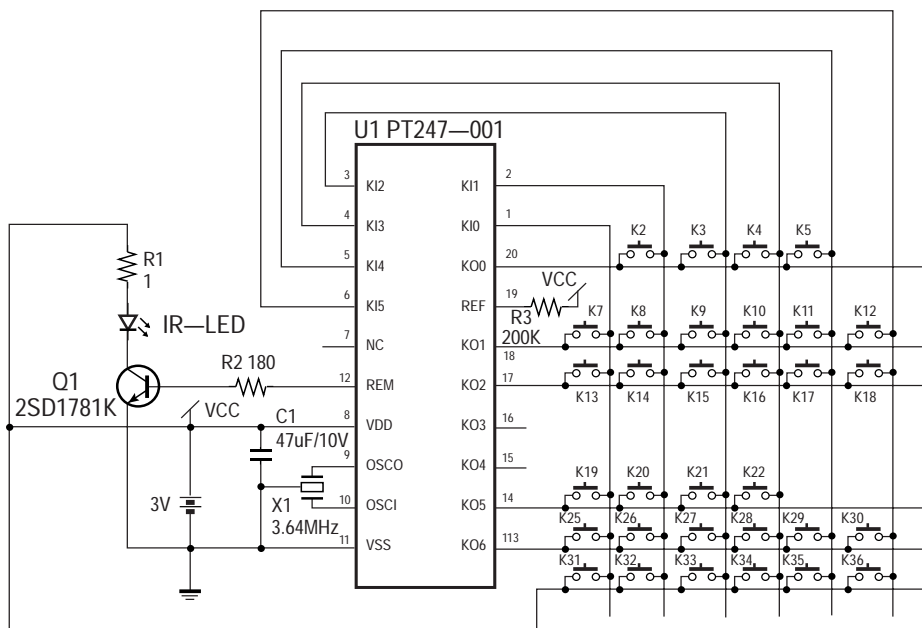 U1 PT247—001
3 KI2 KI1 2
4 KI3 KI0 1
5 KI4 KO0 20
6 KI5 REF 19
7 NC KO1 18
12 REM KO2 17
8 VDD KO3 16
9 OSCO KO4 15
10 OSCI KO5 14
11 VSS KO6 113
R1
1
IR—LED
R2 180
Q1
2SD1781K
VCC
C1
47uF/10V
3V
X1
3.64MHz
VCC
R3
200K
K2 K3 K4 K5
K7 K8 K9 K10 K11 K12
K13 K14 K15 K16 K17 K18
K19 K20 K21 K22
K25 K26 K27 K28 K29 K30
K31 K32 K33 K34 K35 K36